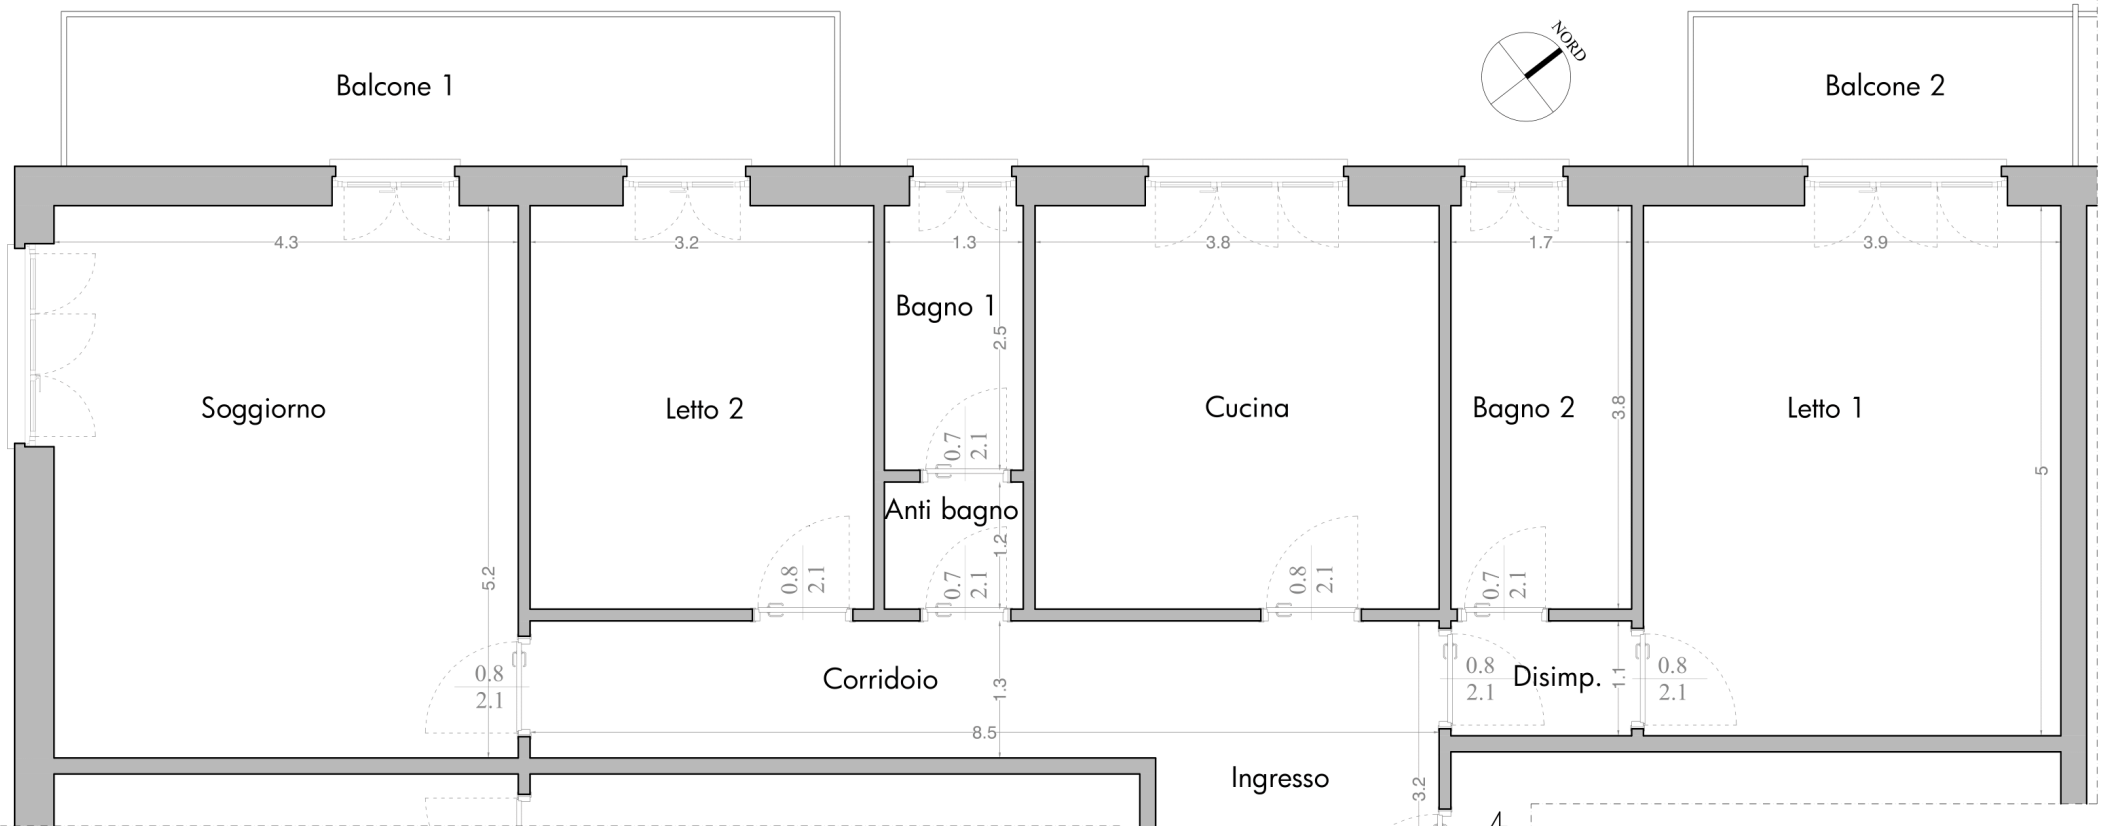 NORD
Balcone 1
Balcone 2
4.3
3.2
1.3
3.8
1.7
3.9
Bagno 1
2.5
Soggiorno
Letto 2
Cucina
Bagno 2
3.8
Letto 1
0.7
2.1
5
Anti bagno
1.2
5.2
0.8
2.1
0.7
2.1
0.8
2.1
0.7
2.1
0.8
2.1
Corridoio
1.3
0.8
2.1
Disimp.
1.1
0.8
2.1
8.5
Ingresso
3.2
4